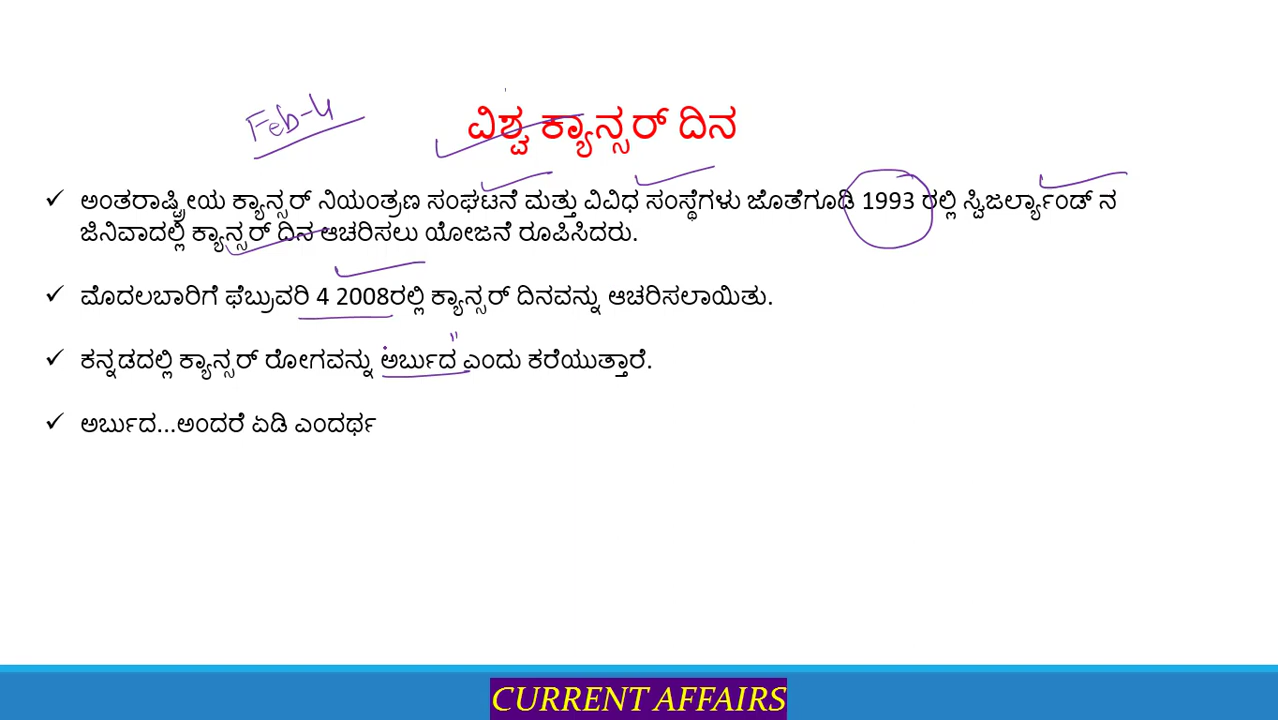 Feb-4
ವಿಶ್ವ ಕ್ಯಾನ್ಸರ್ ದಿನ
✓ ಅಂತರಾಷ್ಟ್ರೀಯ ಕ್ಯಾನ್ಸರ್ ನಿಯಂತ್ರಣ ಸಂಘಟನೆ ಮತ್ತು ವಿವಿಧ ಸಂಸ್ಥೆಗಳು ಜೊತೆಗೂಡಿ 1993 ರಲ್ಲಿ ಸ್ವಿಜರ್ಲ್ಯಾಂಡ್ ನ
ಜಿನಿವಾದಲ್ಲಿ ಕ್ಯಾನ್ಸರ್ ದಿನ ಆಚರಿಸಲು ಯೋಜನೆ ರೂಪಿಸಿದರು.
✓ ಮೊದಲಬಾರಿಗೆ ಫೆಬ್ರುವರಿ 4 2008ರಲ್ಲಿ ಕ್ಯಾನ್ಸರ್ ದಿನವನ್ನು ಆಚರಿಸಲಾಯಿತು.
✓ ಕನ್ನಡದಲ್ಲಿ ಕ್ಯಾನ್ಸರ್ ರೋಗವನ್ನು ಅರ್ಬುದ ಎಂದು ಕರೆಯುತ್ತಾರೆ.
✓ ಅರ್ಬುದ...ಅಂದರೆ ಏಡಿ ಎಂದರ್ಥ
CURRENT AFFAIRS